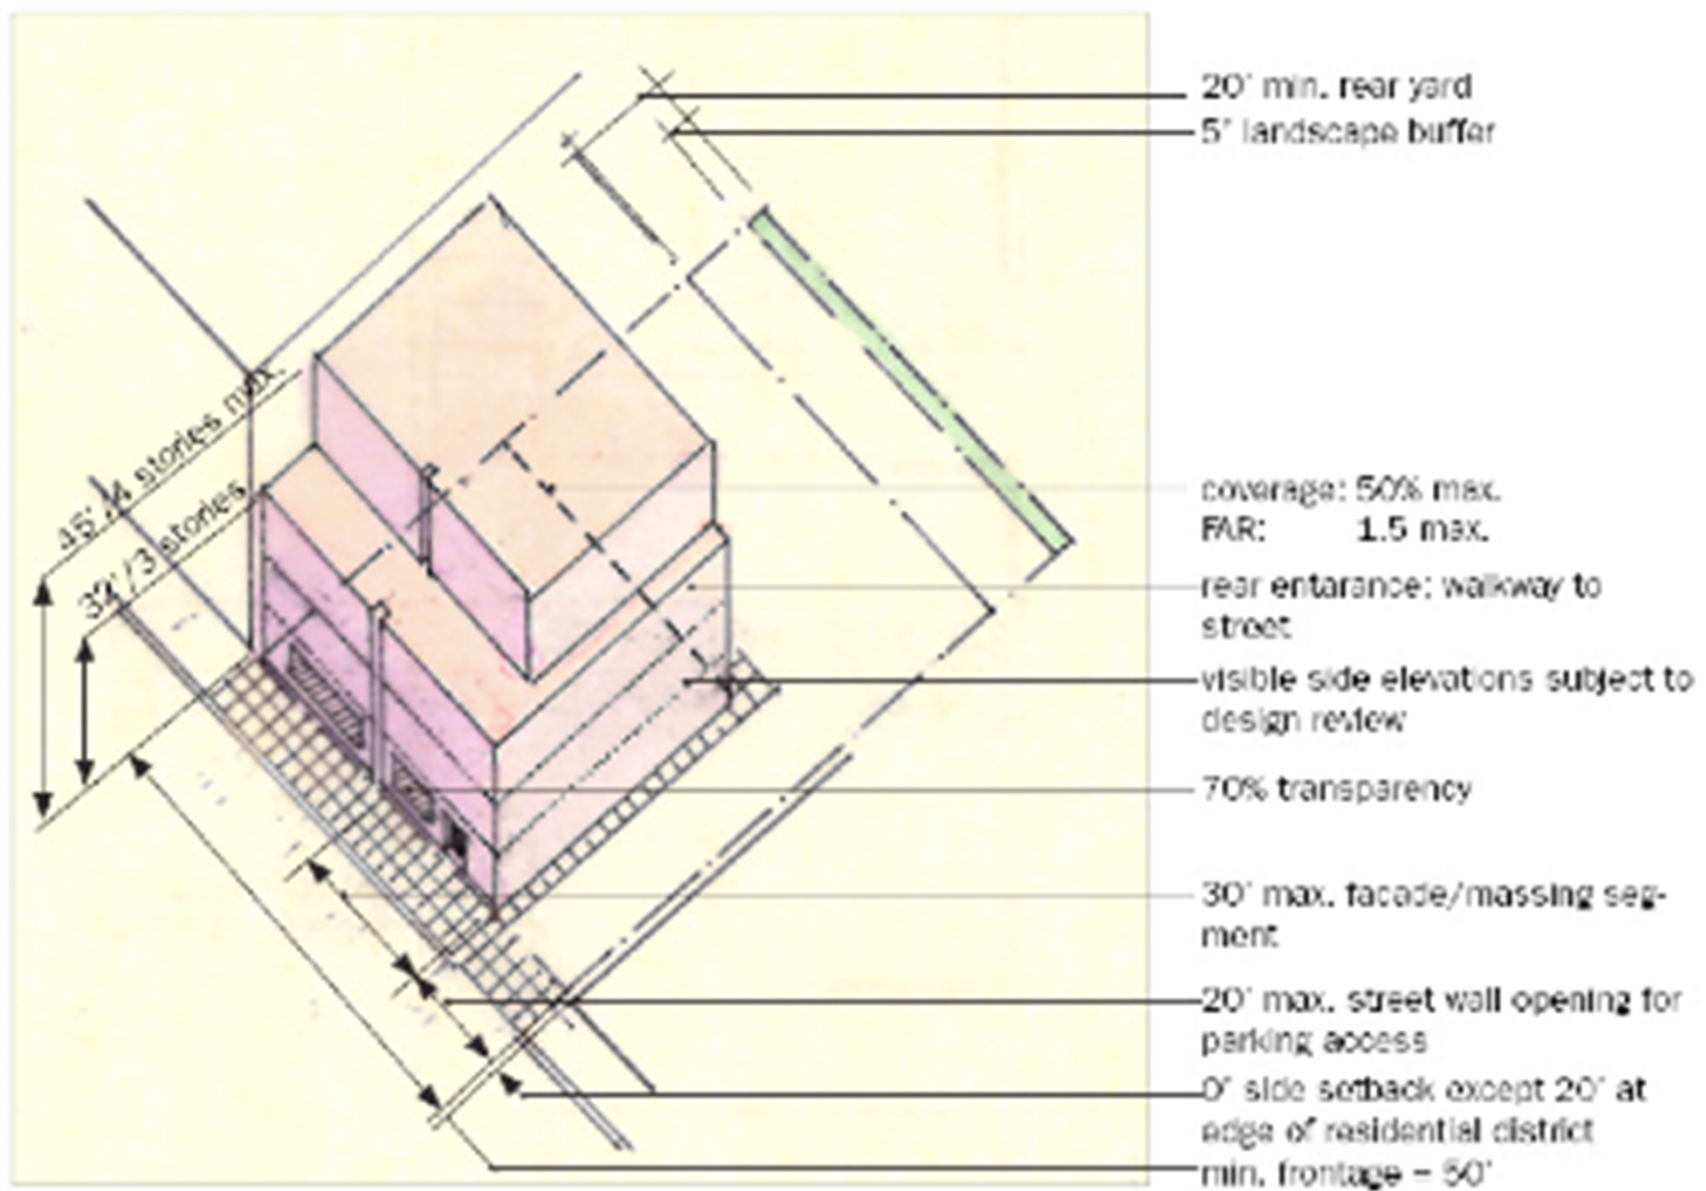 20' min. rear yard
5' landscape buffer
45'/4 stories max.
32'/3 stories
coverage: 50% max.
FAR: 1.5 max.
rear entarance; walkway to
street
visible side elevations subject to
design review
70% transparency
30' max. facade/massing seg-
ment
20' max. street wall opening for
parking access
0' side setback except 20' at
edge of residential district
min. frontage = 50'